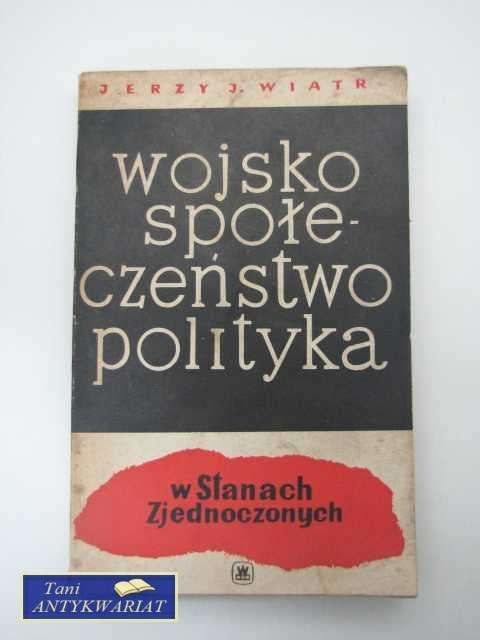 JERZY J. WIATR
wojsko
społe-
czeństwo
polityka
w Stanach
Zjednoczonych
Tani
ANTYKWARIAT